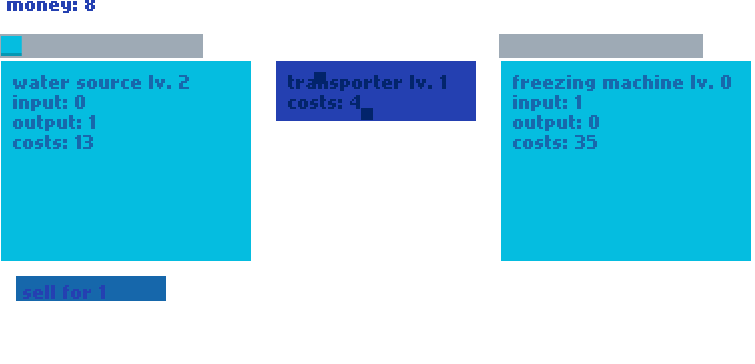 money: 8
water source lv. 2
input: 0
output: 1
costs: 13
transporter lv. 1
costs: 4
freezing machine lv. 0
input: 1
output: 0
costs: 35
sell for 1